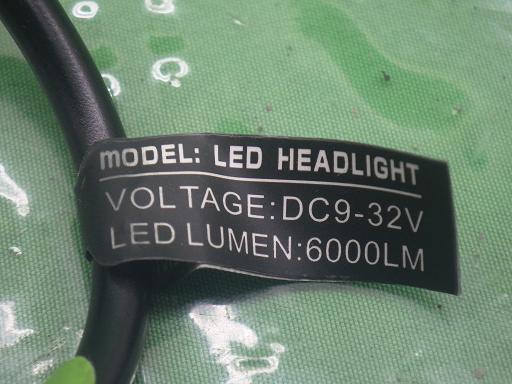 MODEL: LED HEADLIGHT
VOLTAGE:DC9-32V
LED LUMEN:6000LM